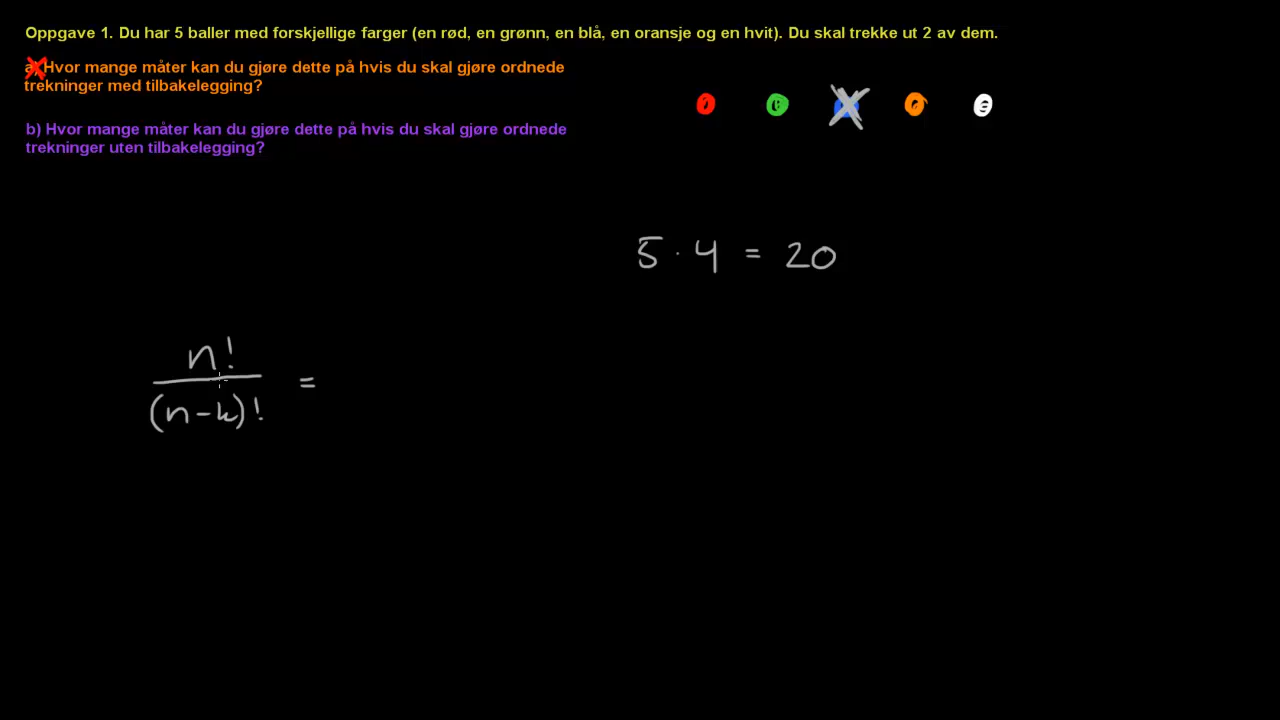 Oppgave 1. Du har 5 baller med forskjellige farger (en rød, en grønn, en blå, en oransje og en hvit). Du skal trekke ut 2 av dem.
a) Hvor mange måter kan du gjøre dette på hvis du skal gjøre ordnede
trekninger med tilbakelegging?
b) Hvor mange måter kan du gjøre dette på hvis du skal gjøre ordnede
trekninger uten tilbakelegging?
5 · 4 = 20
n!
(n-k)! =